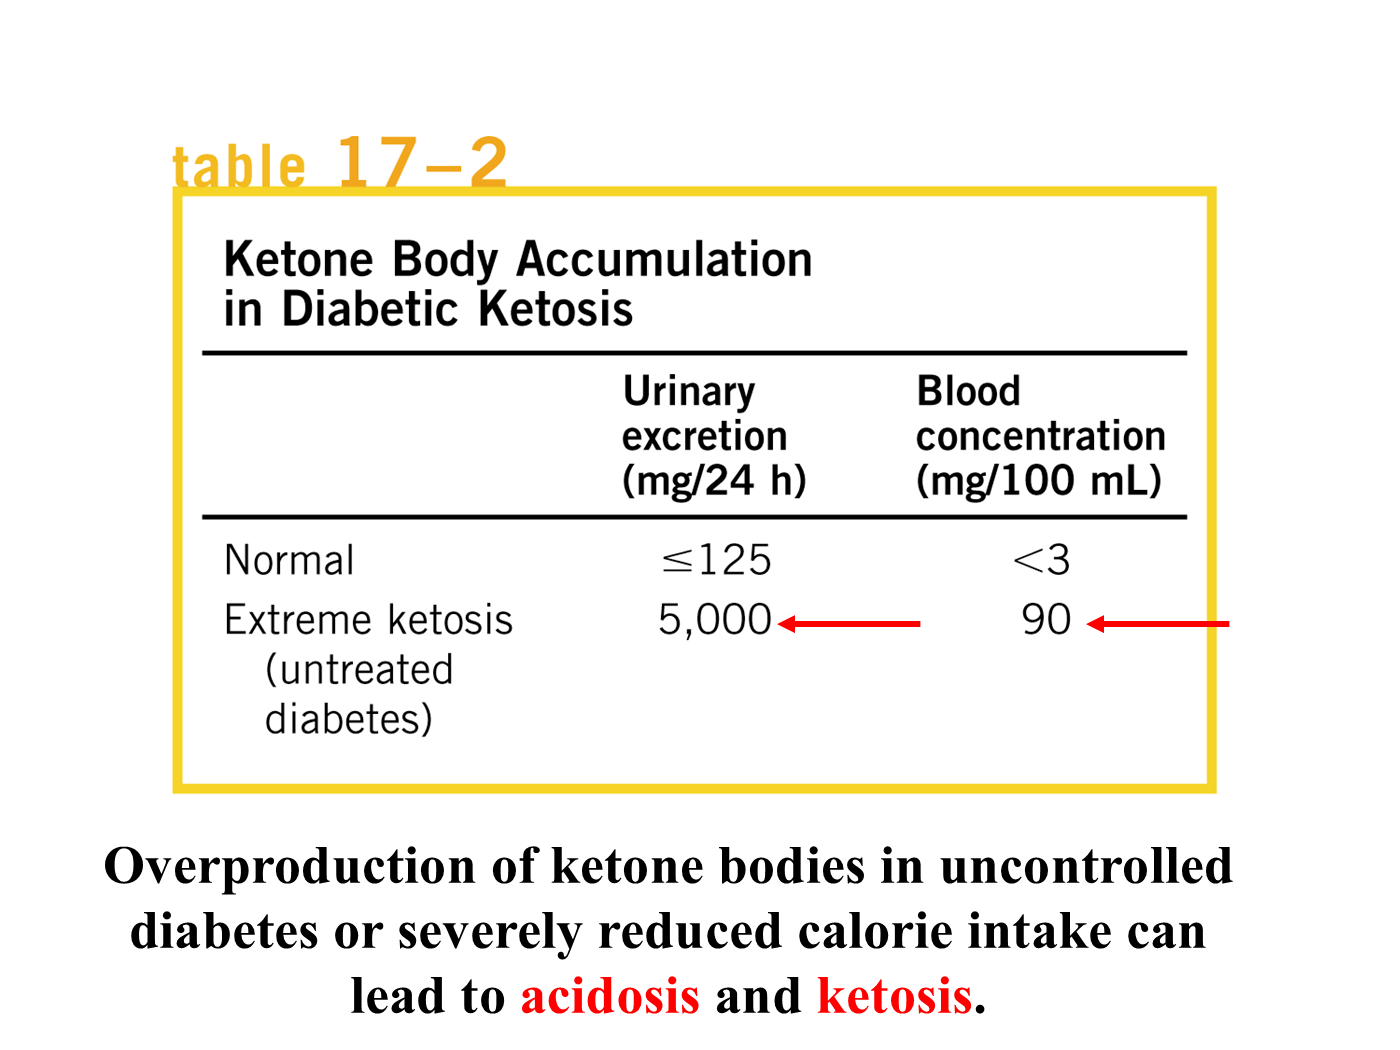 table 17–2
Ketone Body Accumulation
in Diabetic Ketosis
Urinary excretion (mg/24 h)
Blood concentration (mg/100 mL)
Normal ≤125 <3
Extreme ketosis 5,000 90
(untreated
diabetes)
Overproduction of ketone bodies in uncontrolled
diabetes or severely reduced calorie intake can
lead to acidosis and ketosis.